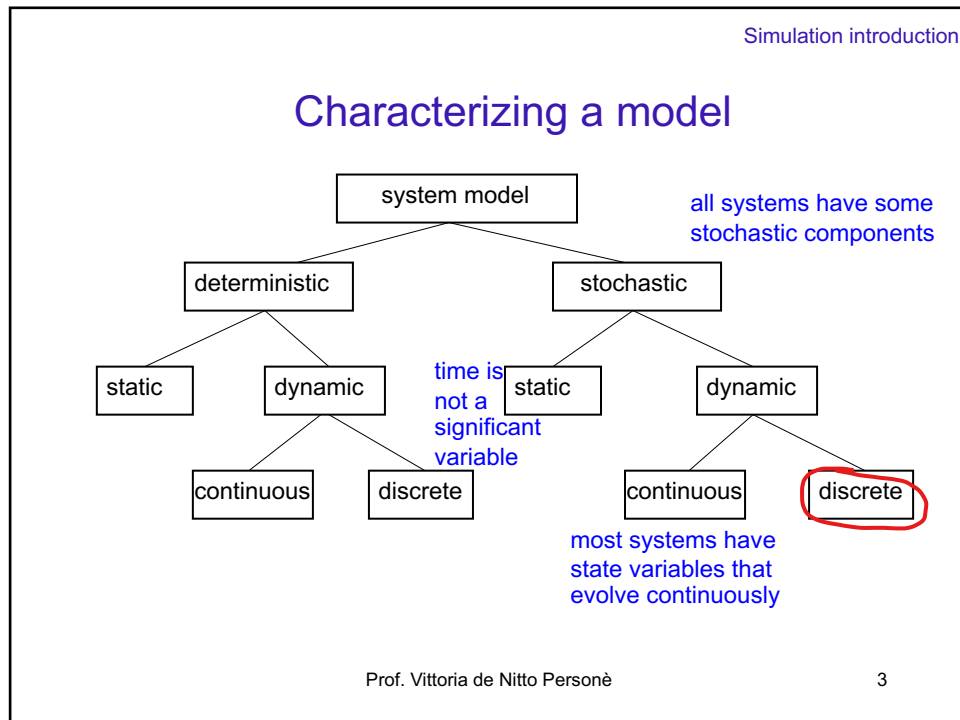 Simulation introduction
Characterizing a model
system model
all systems have some
stochastic components
deterministic
stochastic
static
dynamic
time is
not a
significant
variable
static
dynamic
continuous
discrete
continuous
discrete
most systems have
state variables that
evolve continuously
Prof. Vittoria de Nitto Personè
3